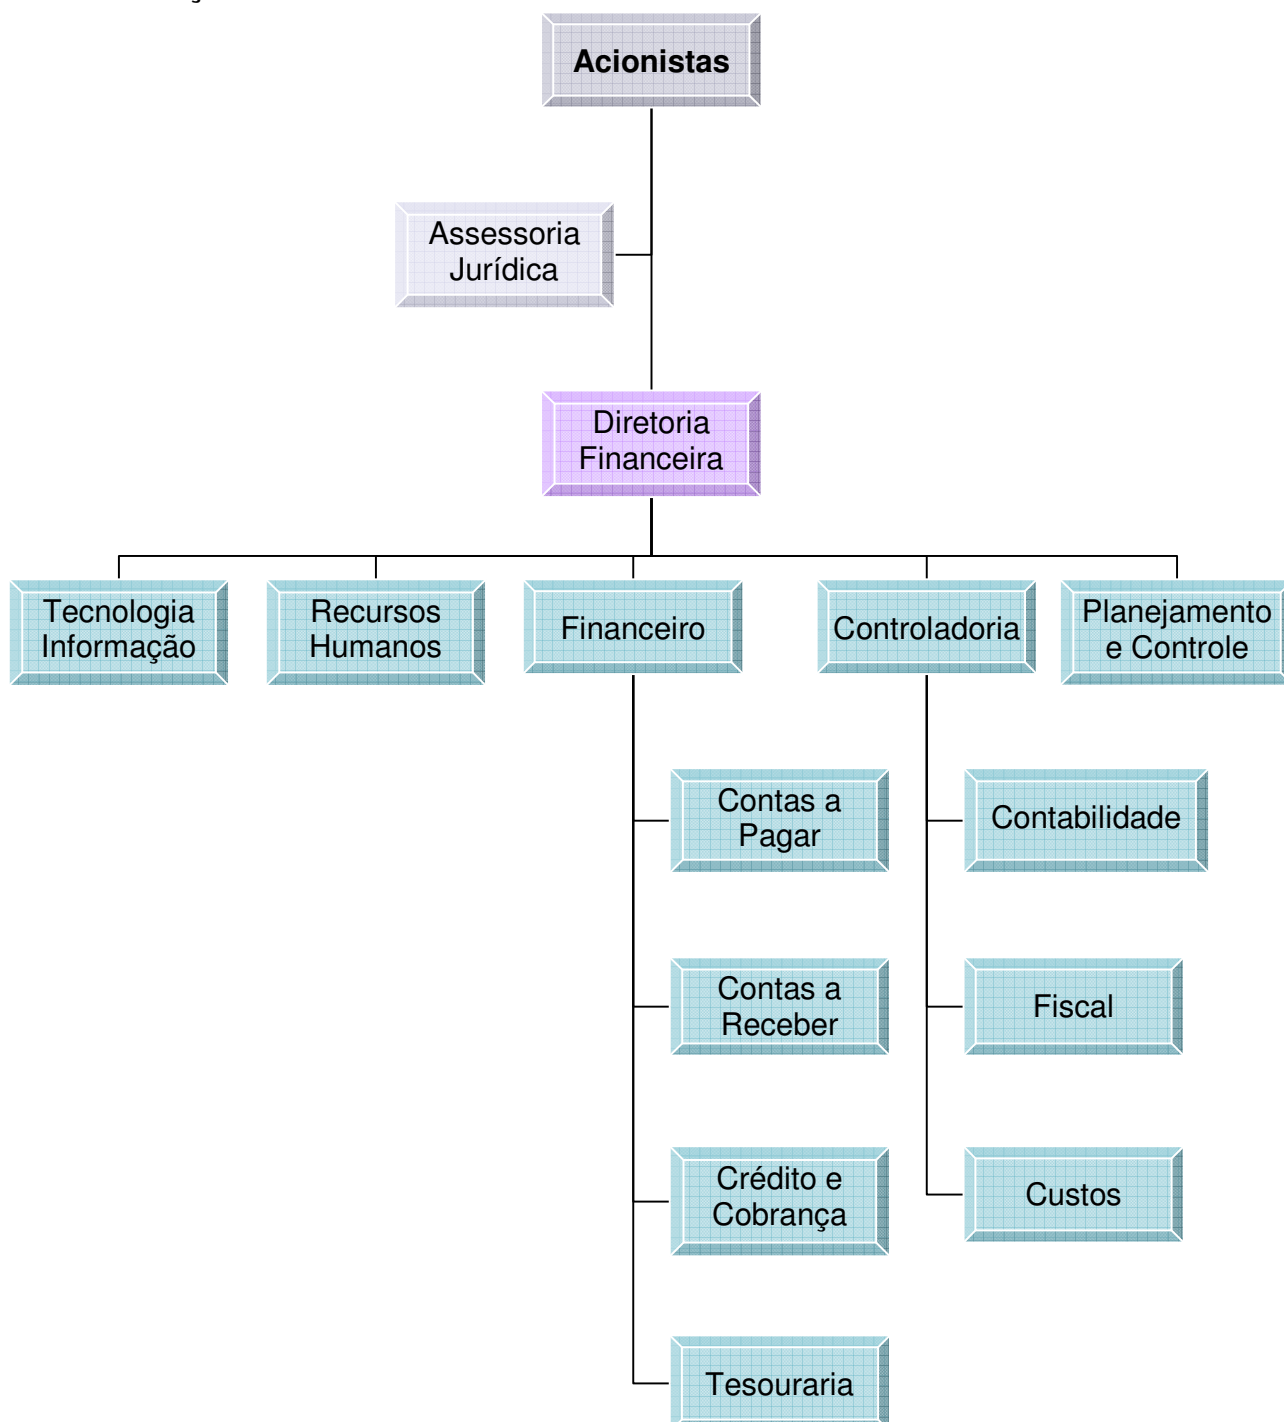 Acionistas
Assessoria
Jurídica
Diretoria
Financeira
Tecnologia
Informação
Recursos
Humanos
Financeiro
Controladoria
Planejamento
e Controle
Contas a
Pagar
Contabilidade
Contas a
Receber
Fiscal
Crédito e
Cobrança
Custos
Tesouraria